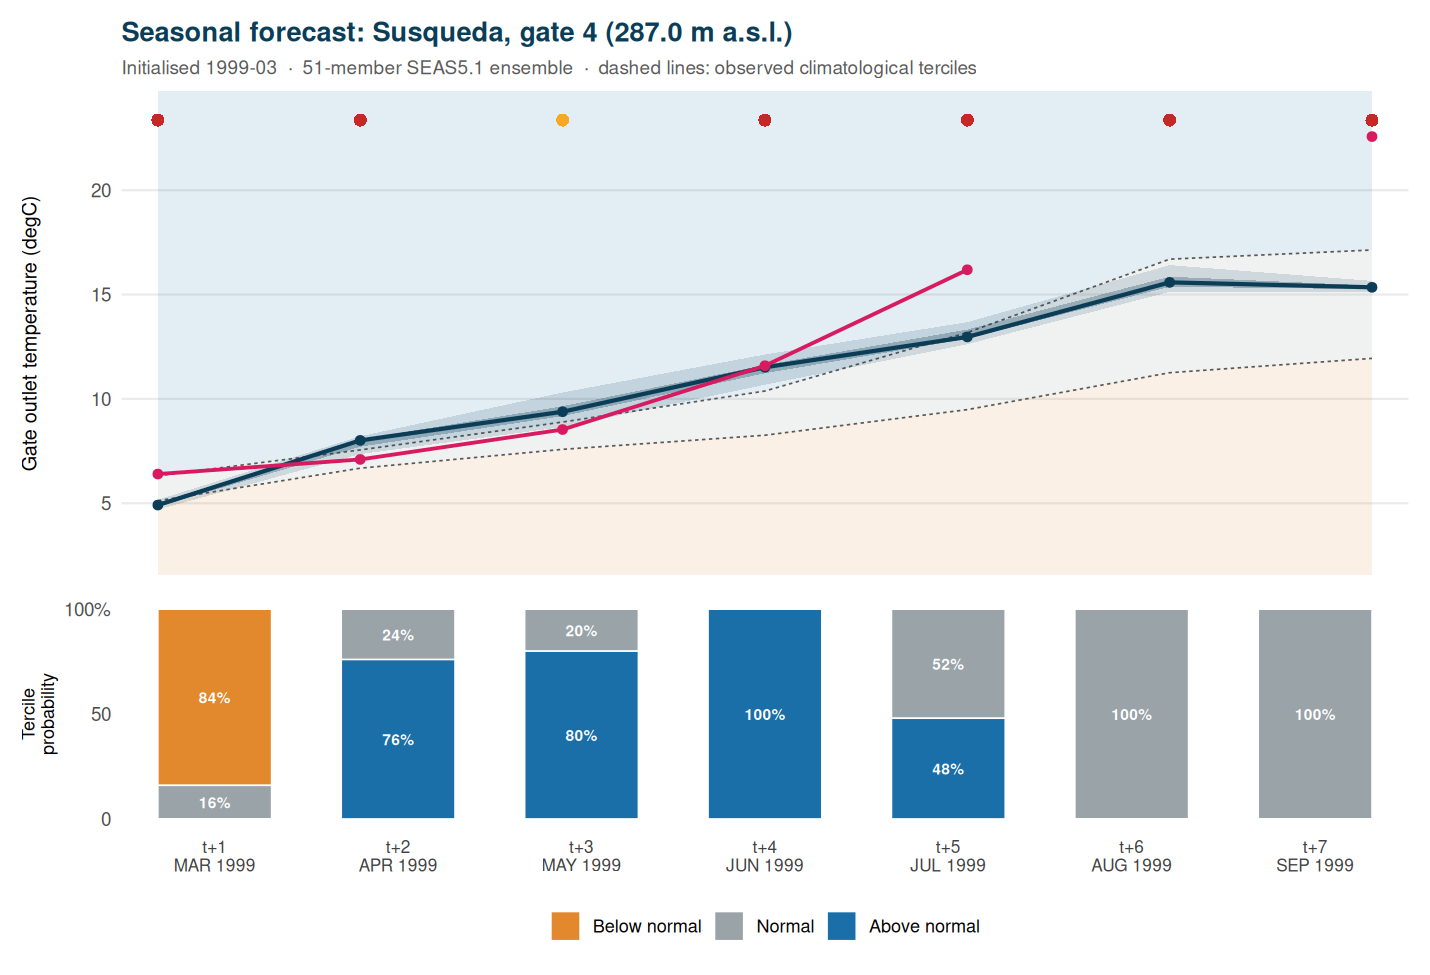 Seasonal forecast: Susqueda, gate 4 (287.0 m a.s.l.)
Initialised 1999-03 · 51-member SEAS5.1 ensemble · dashed lines: observed climatological terciles
Gate outlet temperature (degC)
20
15
10
5
Tercile
probability
100%
50
0
84%
16%
24%
76%
20%
80%
100%
52%
48%
100%
100%
t+1
MAR 1999
t+2
APR 1999
t+3
MAY 1999
t+4
JUN 1999
t+5
JUL 1999
t+6
AUG 1999
t+7
SEP 1999
Below normal
Normal
Above normal